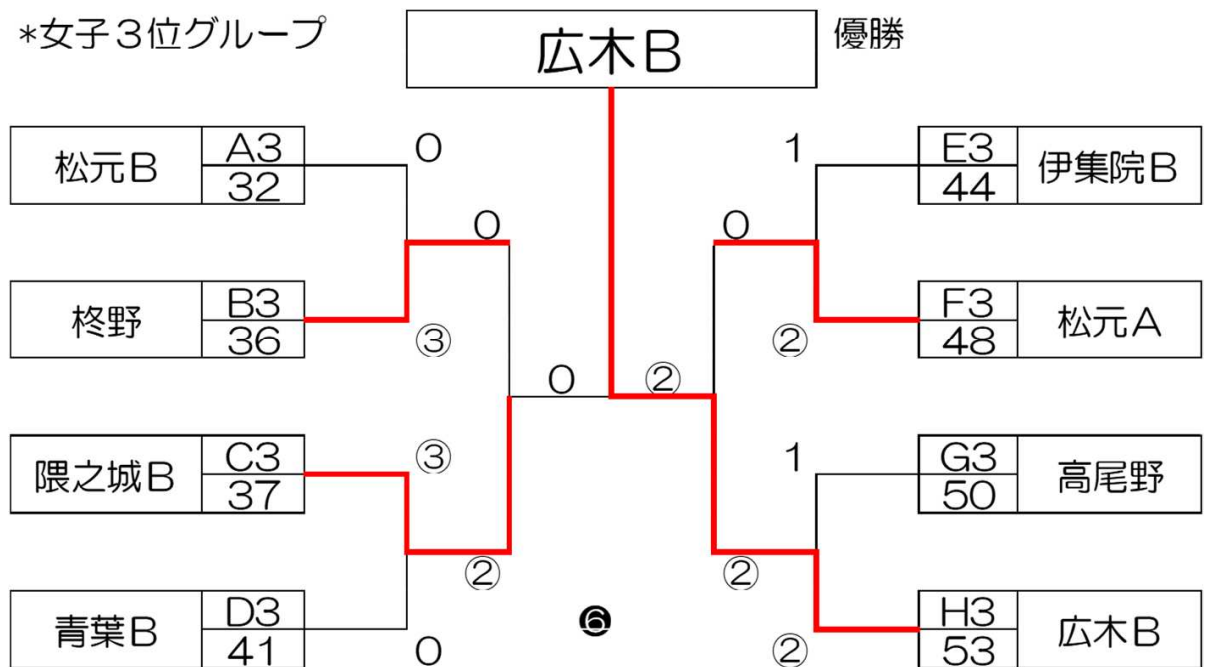 *女子３位グループ
広木B
優勝
松元B
A3
32
0
1
E3
44
伊集院B
0
0
柊野
B3
36
③
②
F3
48
松元A
0
②
隈之城B
C3
37
③
1
G3
50
高尾野
②
②
青葉B
D3
41
0
❻
②
H3
53
広木B